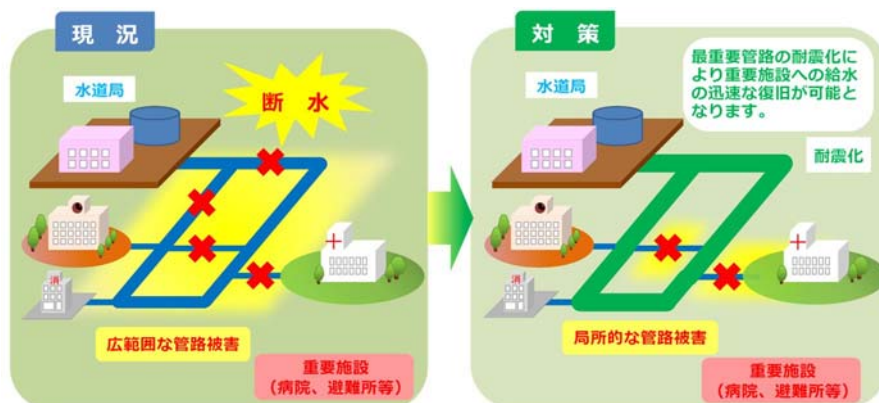 現況
水道局
断水
消
広範囲な管路被害
重要施設
（病院、避難所等）
対策
最重要管路の耐震化に
より重要施設への給水
の迅速な復旧が可能と
なります。
水道局
耐震化
消
局所的な管路被害
重要施設
（病院、避難所等）